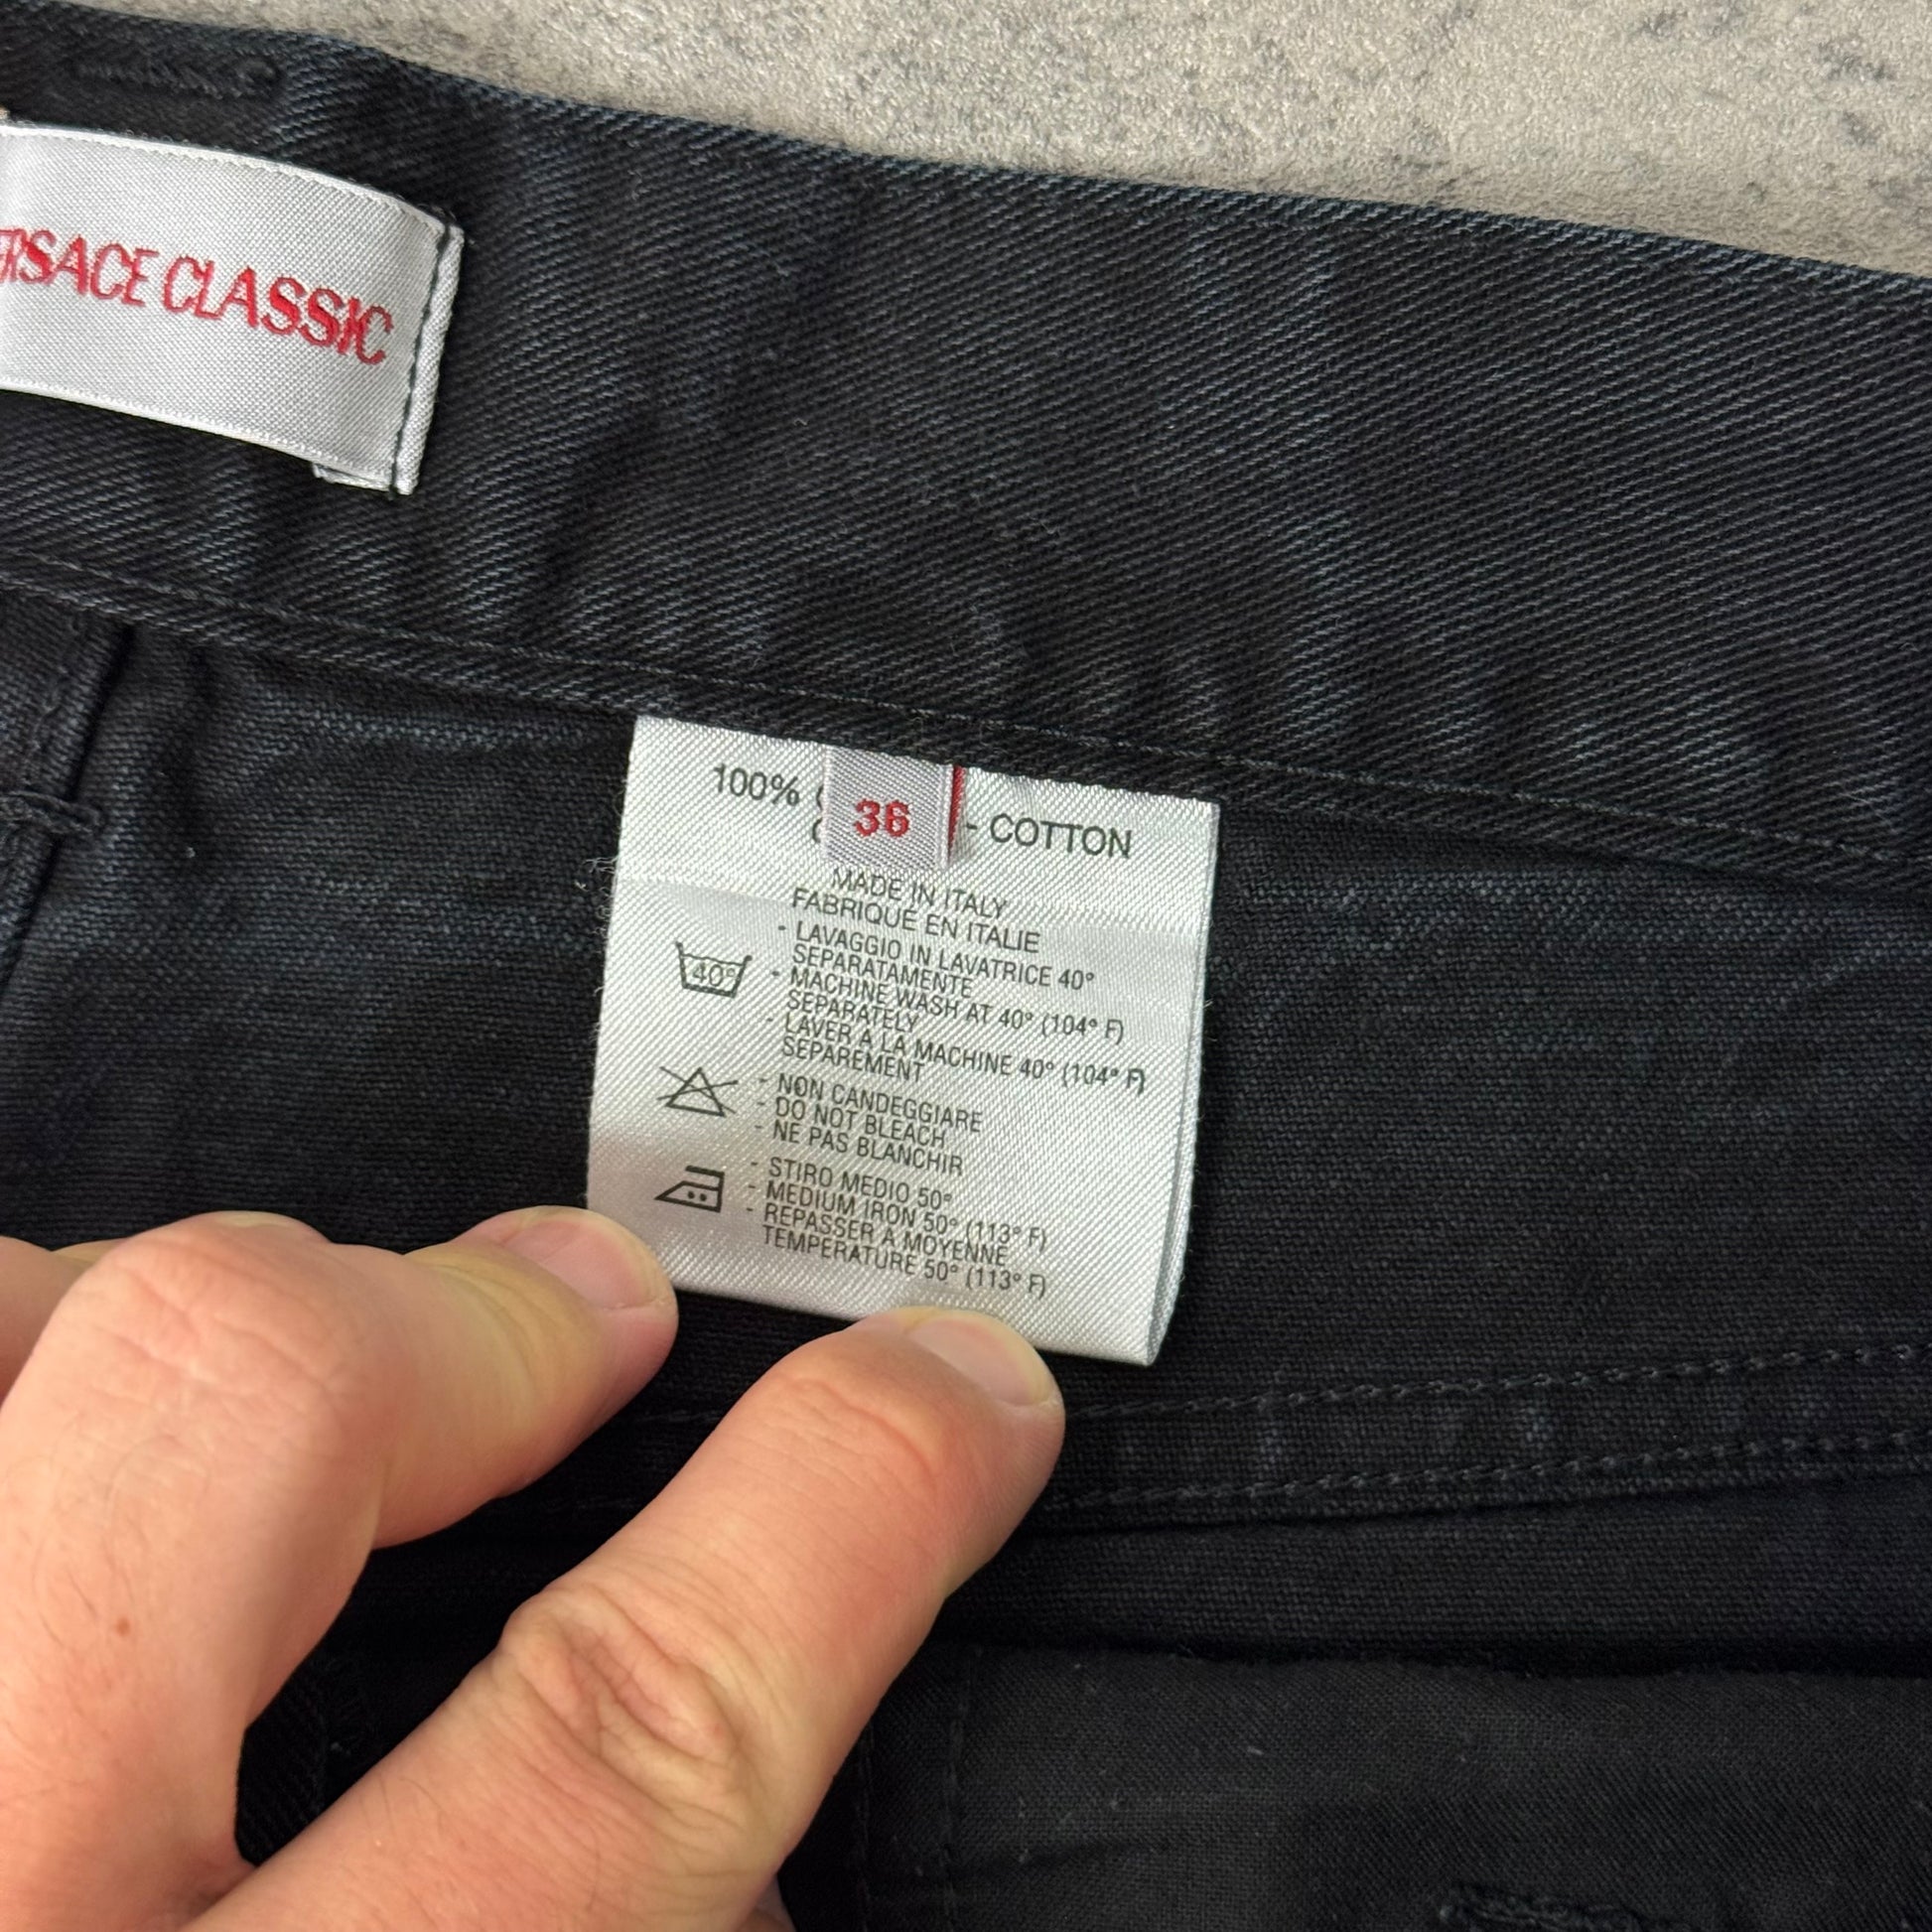 ERSACE CLASSIC
36
100% - COTTON
MADE IN ITALY
FABRIQUE EN ITALIE
40°
- LAVAGGIO IN LAVATRICE 40°
SEPARATAMENTE
- MACHINE WASH AT 40° (104° F)
SEPARATELY
- LAVER A LA MACHINE 40° (104° F)
SEPAREMENT
- NON CANDEGGIARE
- DO NOT BLEACH
- NE PAS BLANCHIR
- STIRO MEDIO 50°
- MEDIUM IRON 50° (113° F)
- REPASSER A MOYENNE
TEMPERATURE 50° (113° F)